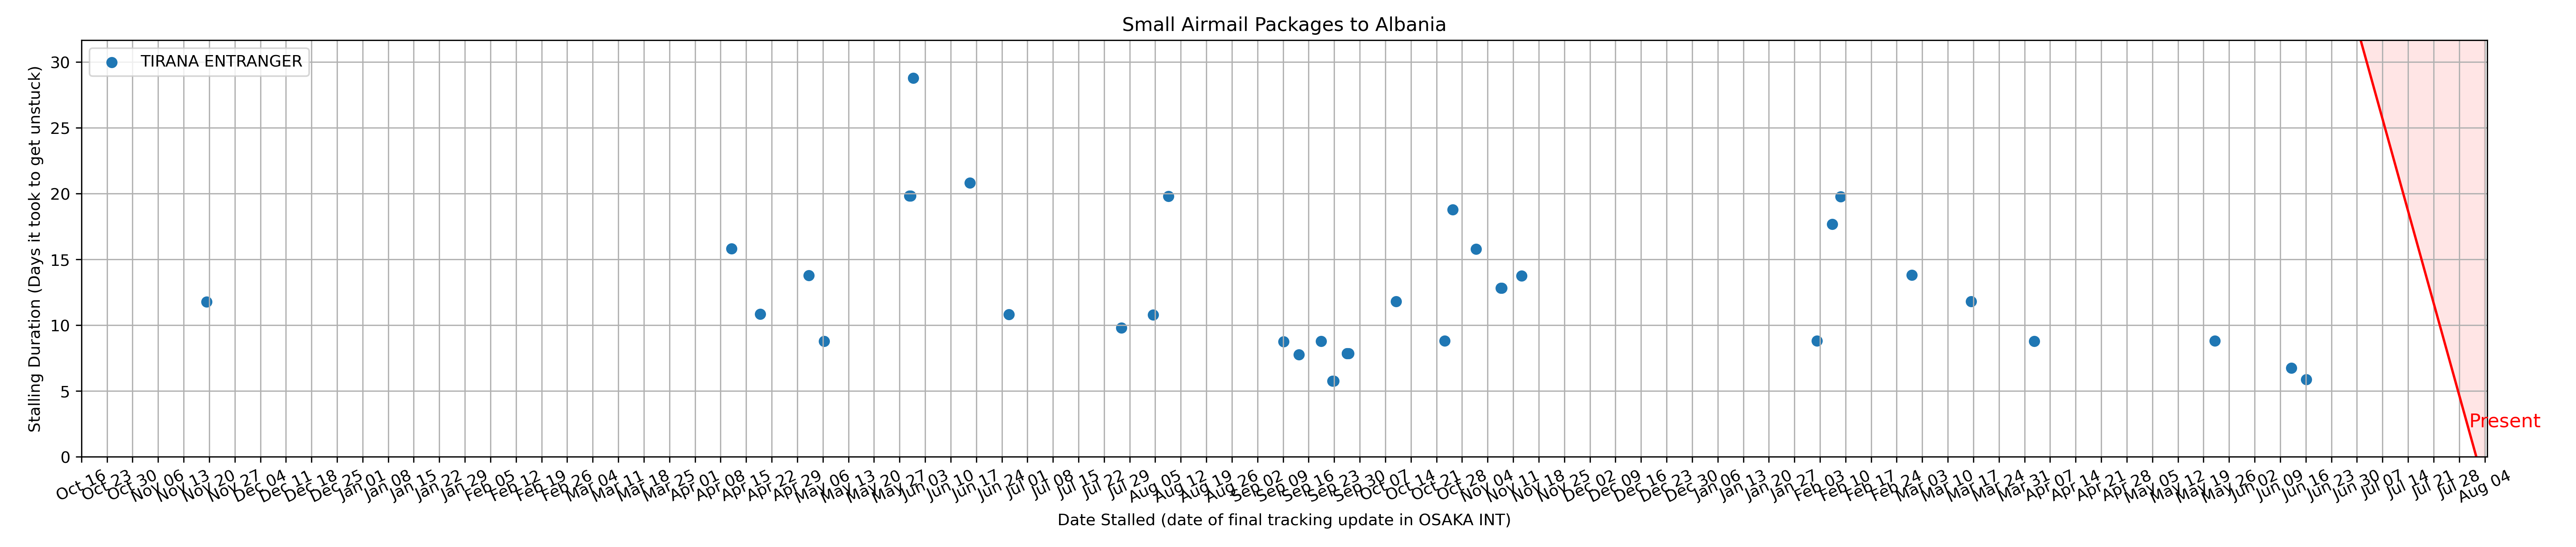 Small Airmail Packages to Albania
TIRANA ENTRANGER
Stalling Duration (Days it took to get unstuck)
30
25
20
15
10
5
0
Present
Oct 16 Oct 23 Oct 30 Nov 06 Nov 13 Nov 20 Nov 27 Dec 04 Dec 11 Dec 18 Dec 25 Jan 01 Jan 08 Jan 15 Jan 22 Jan 29 Feb 05 Feb 12 Feb 19 Feb 26 Mar 04 Mar 11 Mar 18 Mar 25 Apr 01 Apr 08 Apr 15 Apr 22 Apr 29 May 06 May 13 May 20 May 27 Jun 03 Jun 10 Jun 17 Jun 24 Jul 01 Jul 08 Jul 15 Jul 22 Jul 29 Aug 05 Aug 12 Aug 19 Aug 26 Sep 02 Sep 09 Sep 16 Sep 23 Sep 30 Oct 07 Oct 14 Oct 21 Oct 28 Nov 04 Nov 11 Nov 18 Nov 25 Dec 02 Dec 09 Dec 16 Dec 23 Dec 30 Jan 06 Jan 13 Jan 20 Jan 27 Feb 03 Feb 10 Feb 17 Feb 24 Mar 03 Mar 10 Mar 17 Mar 24 Mar 31 Apr 07 Apr 14 Apr 21 Apr 28 May 05 May 12 May 19 May 26 Jun 02 Jun 09 Jun 16 Jun 23 Jun 30 Jul 07 Jul 14 Jul 21 Jul 28 Aug 04
Date Stalled (date of final tracking update in OSAKA INT)